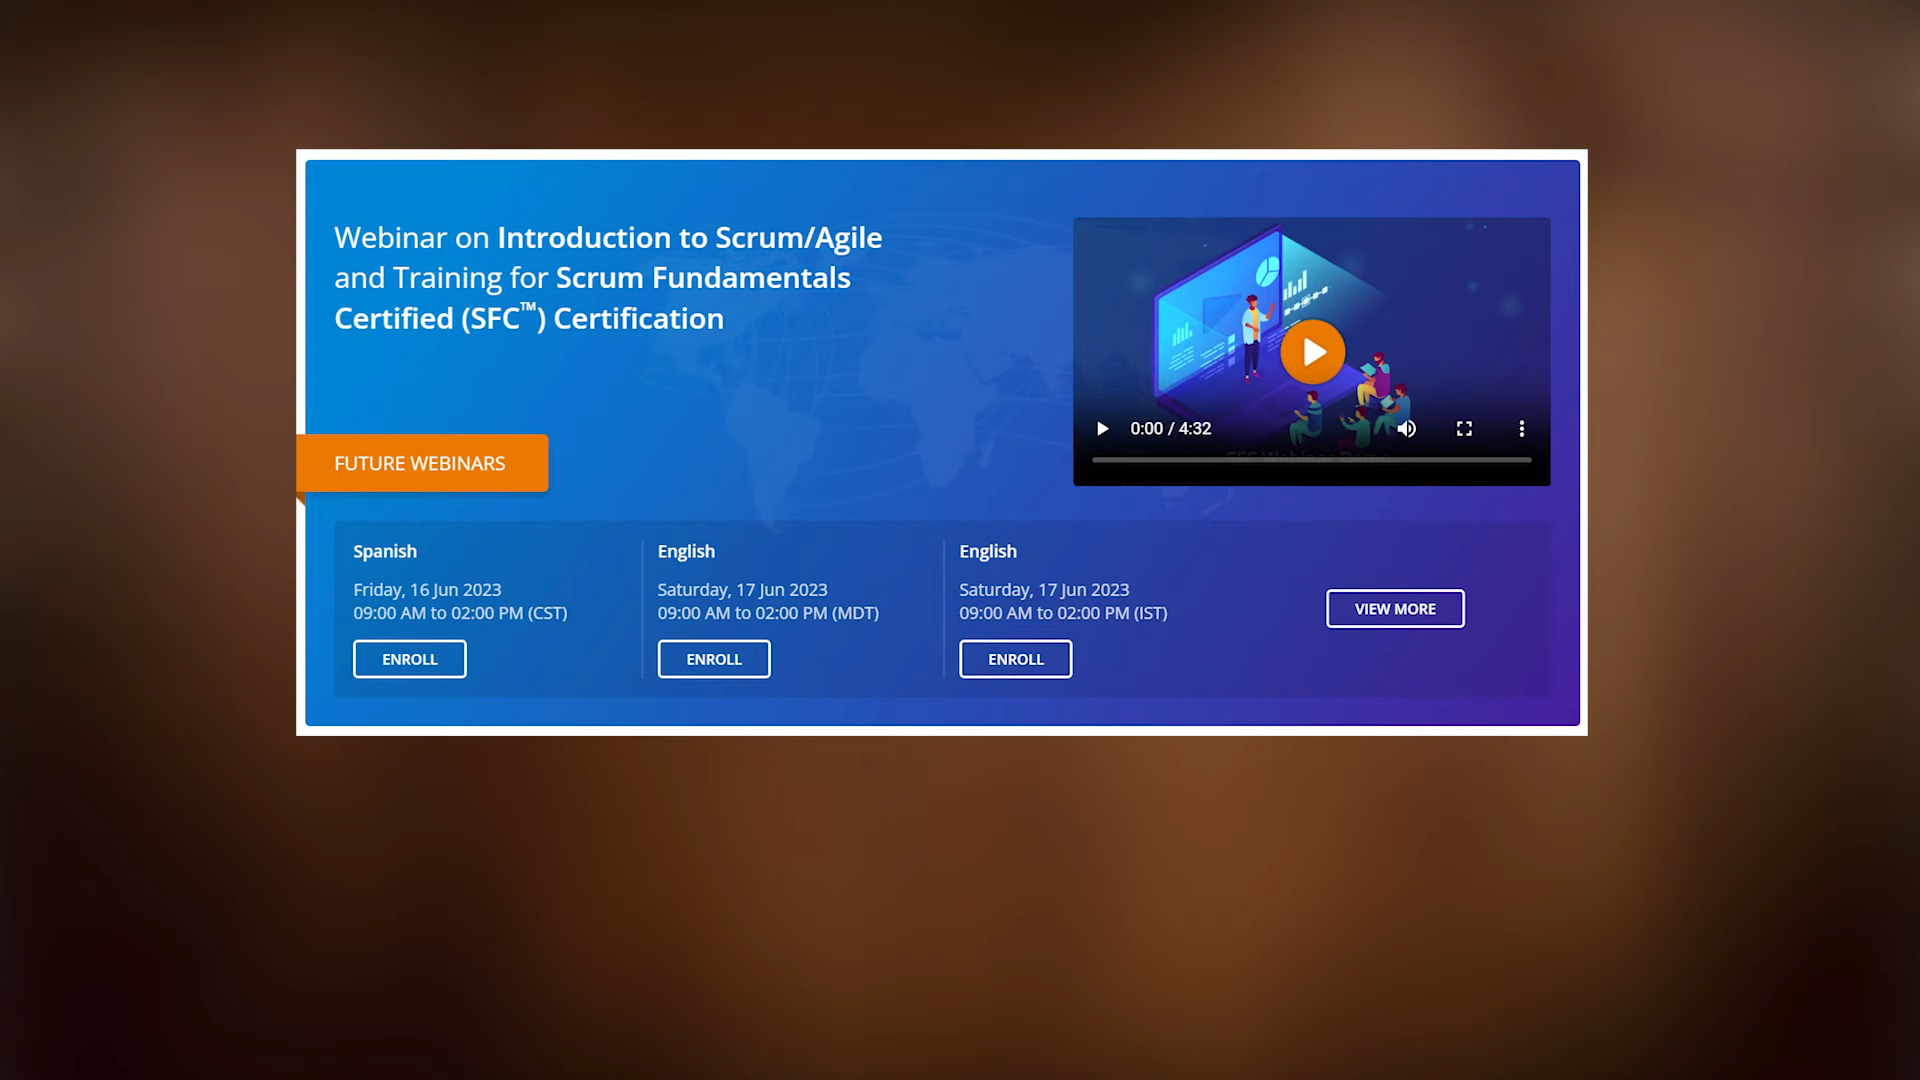 Webinar on Introduction to Scrum/Agile
and Training for Scrum Fundamentals
Certified (SFC™) Certification
0:00 / 4:32
FUTURE WEBINARS
Spanish
Friday, 16 Jun 2023
09:00 AM to 02:00 PM (CST)
ENROLL
English
Saturday, 17 Jun 2023
09:00 AM to 02:00 PM (MDT)
ENROLL
English
Saturday, 17 Jun 2023
09:00 AM to 02:00 PM (IST)
ENROLL
VIEW MORE